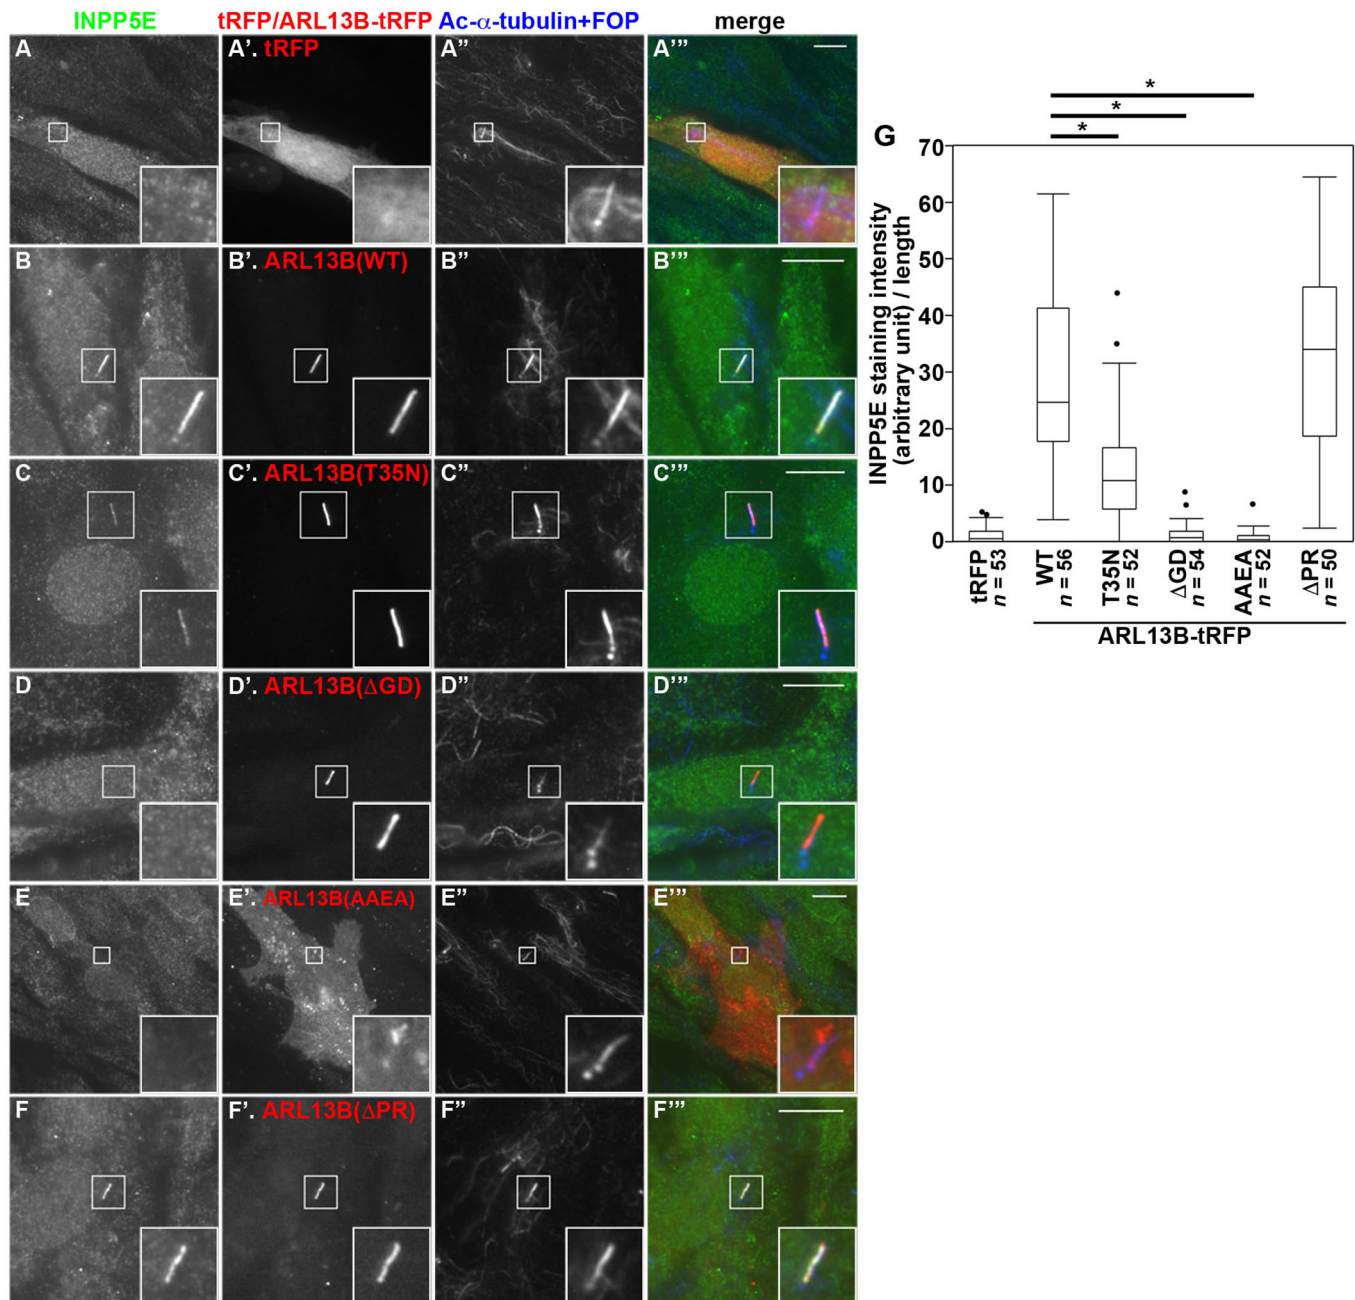 INPP5E tRFP/ARL13B-tRFP Ac-α-tubulin+FOP merge
A A'. tRFP A" A"'
B B'. ARL13B(WT) B" B"'
C C'. ARL13B(T35N) C" C"'
D D'. ARL13B(ΔGD) D" D"'
E E'. ARL13B(AAEA) E" E"'
F F'. ARL13B(ΔPR) F" F"'
G
*
*
*
INPP5E staining intensity
(arbitrary unit) / length
70
60
50
40
30
20
10
0
tRFP
n = 53
WT
n = 56
T35N
n = 52
ΔGD
n = 54
AAEA
n = 52
ΔPR
n = 50
ARL13B-tRFP